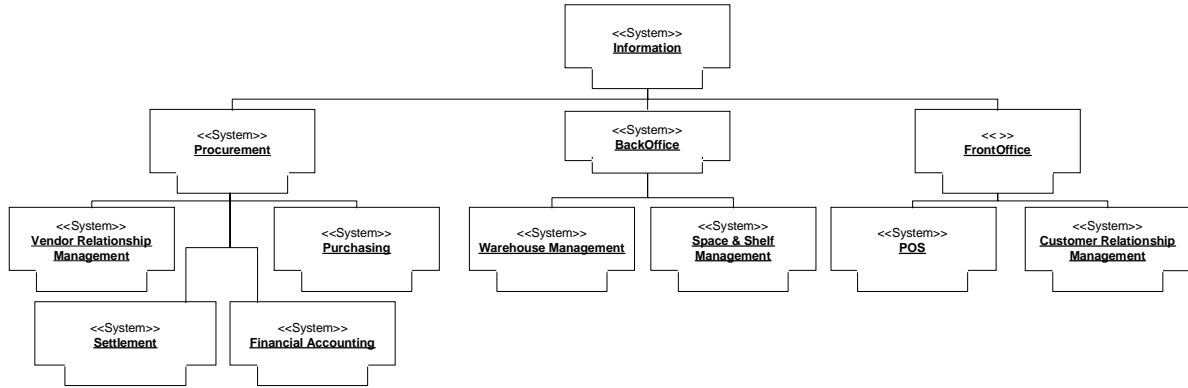 <<System>>
Information
<<System>>
Procurement
<<System>>
BackOffice
<< >>
FrontOffice
<<System>>
Vendor Relationship
Management
<<System>>
Purchasing
<<System>>
Warehouse Management
<<System>>
Space & Shelf
Management
<<System>>
POS
<<System>>
Customer Relationship
Management
<<System>>
Settlement
<<System>>
Financial Accounting